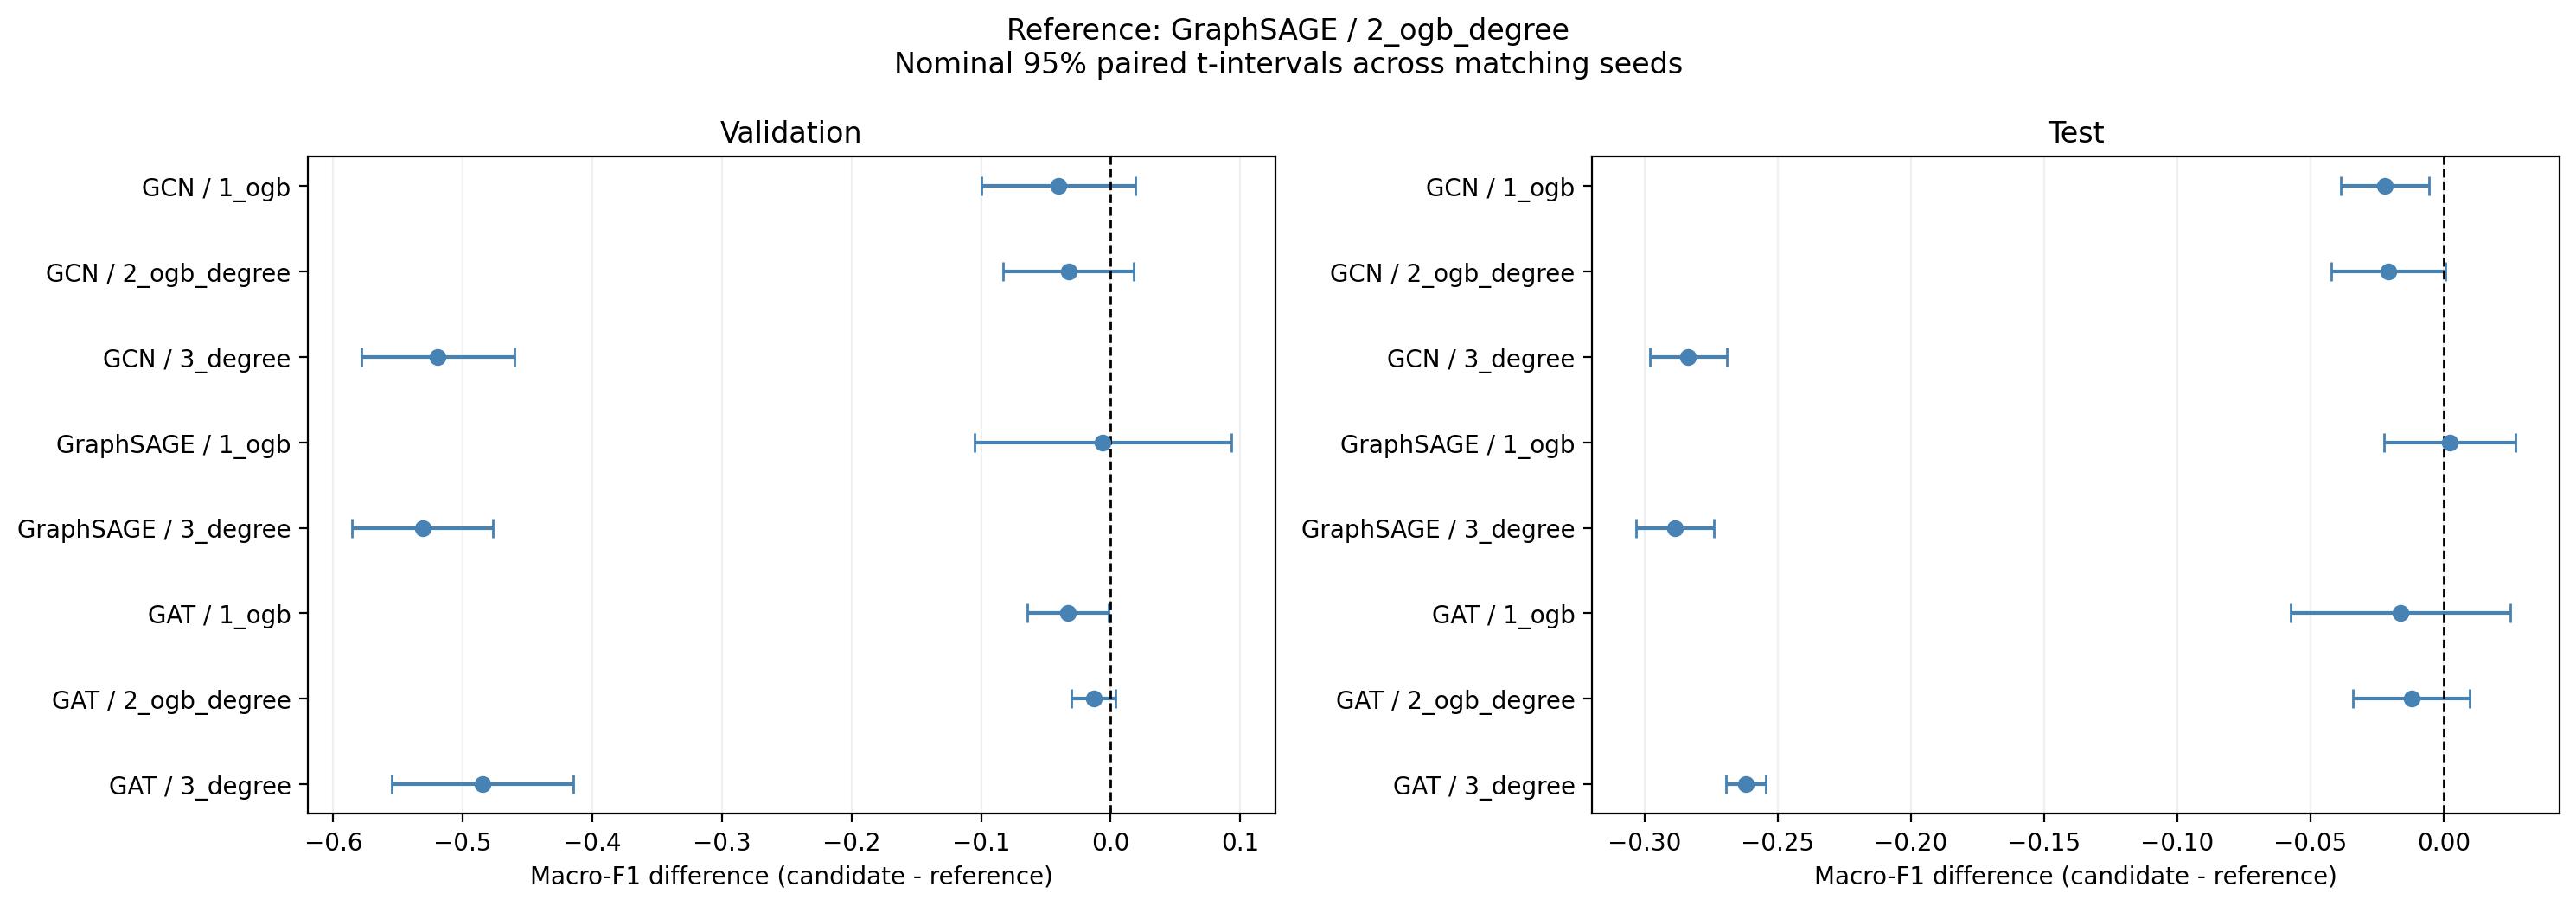 Reference: GraphSAGE / 2_ogb_degree
Nominal 95% paired t-intervals across matching seeds
Validation
GCN / 1_ogb
GCN / 2_ogb_degree
GCN / 3_degree
GraphSAGE / 1_ogb
GraphSAGE / 3_degree
GAT / 1_ogb
GAT / 2_ogb_degree
GAT / 3_degree
−0.6 −0.5 −0.4 −0.3 −0.2 −0.1 0.0 0.1
Macro-F1 difference (candidate - reference)
Test
GCN / 1_ogb
GCN / 2_ogb_degree
GCN / 3_degree
GraphSAGE / 1_ogb
GraphSAGE / 3_degree
GAT / 1_ogb
GAT / 2_ogb_degree
GAT / 3_degree
−0.30 −0.25 −0.20 −0.15 −0.10 −0.05 0.00
Macro-F1 difference (candidate - reference)